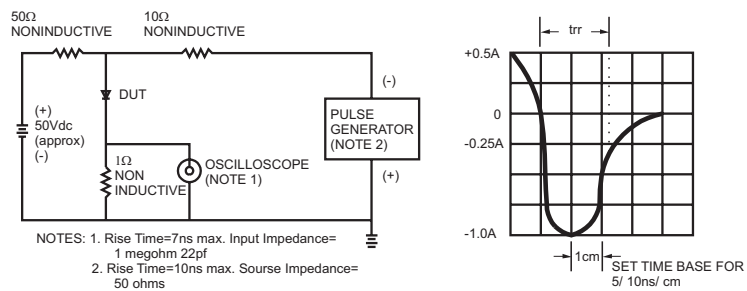 50Ω
NONINDUCTIVE
10Ω
NONINDUCTIVE
DUT
(+)
50Vdc
(approx)
(-)
1Ω
NON
INDUCTIVE
OSCILLOSCOPE
(NOTE 1)
(-)
PULSE
GENERATOR
(NOTE 2)
(+)
NOTES: 1. Rise Time=7ns max. Input Impedance=
1 megohm 22pf
2. Rise Time=10ns max. Sourse Impedance=
50 ohms
trr
+0.5A
0
-0.25A
-1.0A
1cm
SET TIME BASE FOR
5/ 10ns/ cm